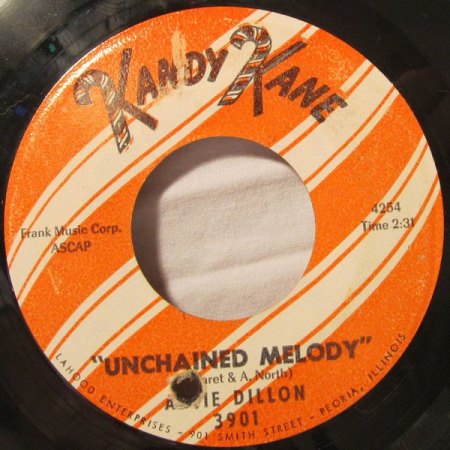 KANDY KANE
Frank Music Corp.
ASCAP
4254
Time 2:31
"UNCHAINED MELODY"
& A. North)
DILLON
3901
LAHOOD ENTERPRISES - 901 SMITH STREET - PEORIA, ILLINOIS